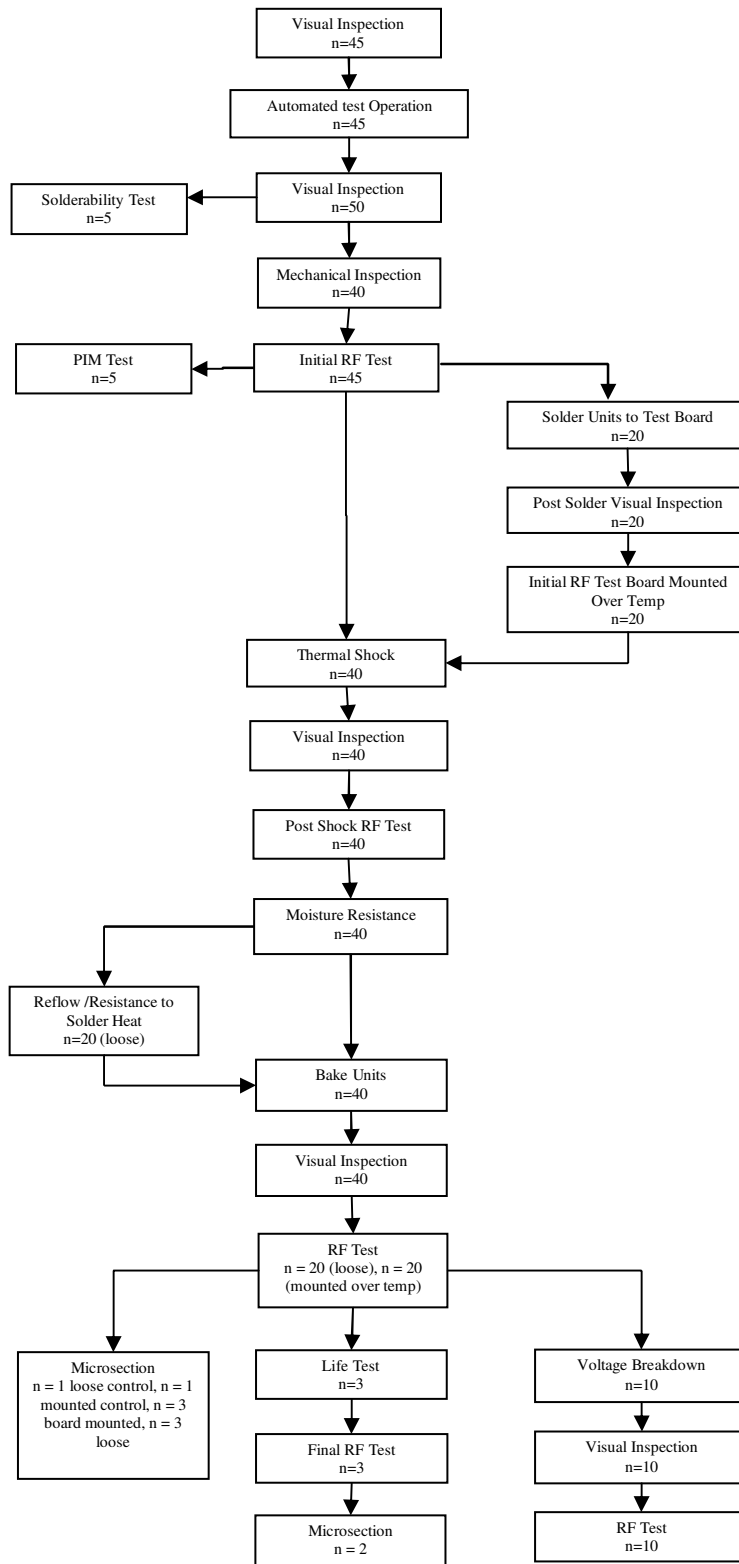 Visual Inspection
n=45
Automated test Operation
n=45
Visual Inspection
n=50
Solderability Test
n=5
Mechanical Inspection
n=40
PIM Test
n=5
Initial RF Test
n=45
Solder Units to Test Board
n=20
Post Solder Visual Inspection
n=20
Initial RF Test Board Mounted
Over Temp
n=20
Thermal Shock
n=40
Visual Inspection
n=40
Post Shock RF Test
n=40
Moisture Resistance
n=40
Reflow /Resistance to
Solder Heat
n=20 (loose)
Bake Units
n=40
Visual Inspection
n=40
RF Test
n = 20 (loose), n = 20
(mounted over temp)
Microsection
n = 1 loose control, n = 1
mounted control, n = 3
board mounted, n = 3
loose
Life Test
n=3
Voltage Breakdown
n=10
Final RF Test
n=3
Visual Inspection
n=10
Microsection
n = 2
RF Test
n=10